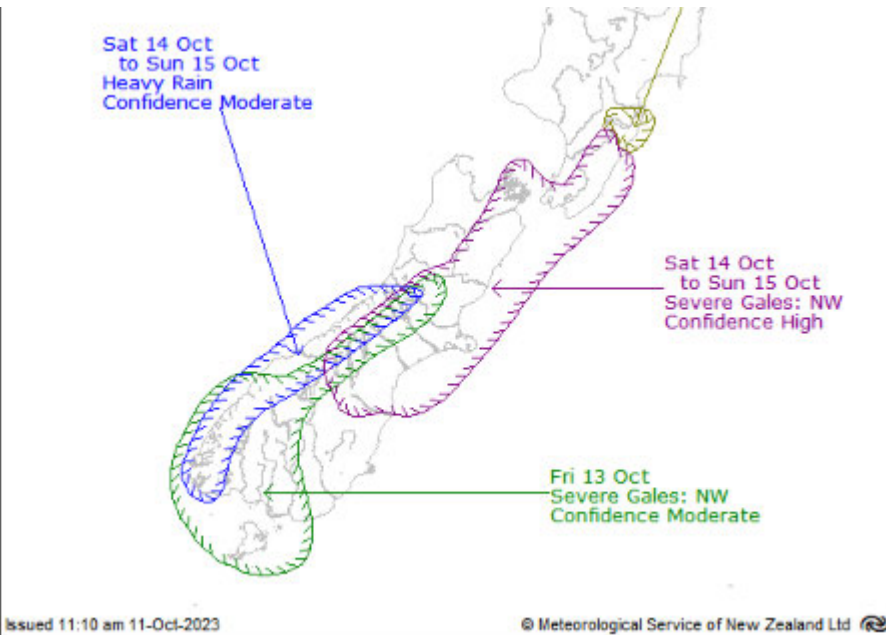 Sat 14 Oct
to Sun 15 Oct
Heavy Rain
Confidence Moderate
Sat 14 Oct
to Sun 15 Oct
Severe Gales: NW
Confidence High
Fri 13 Oct
Severe Gales: NW
Confidence Moderate
Issued 11:10 am 11-Oct-2023
© Meteorological Service of New Zealand Ltd